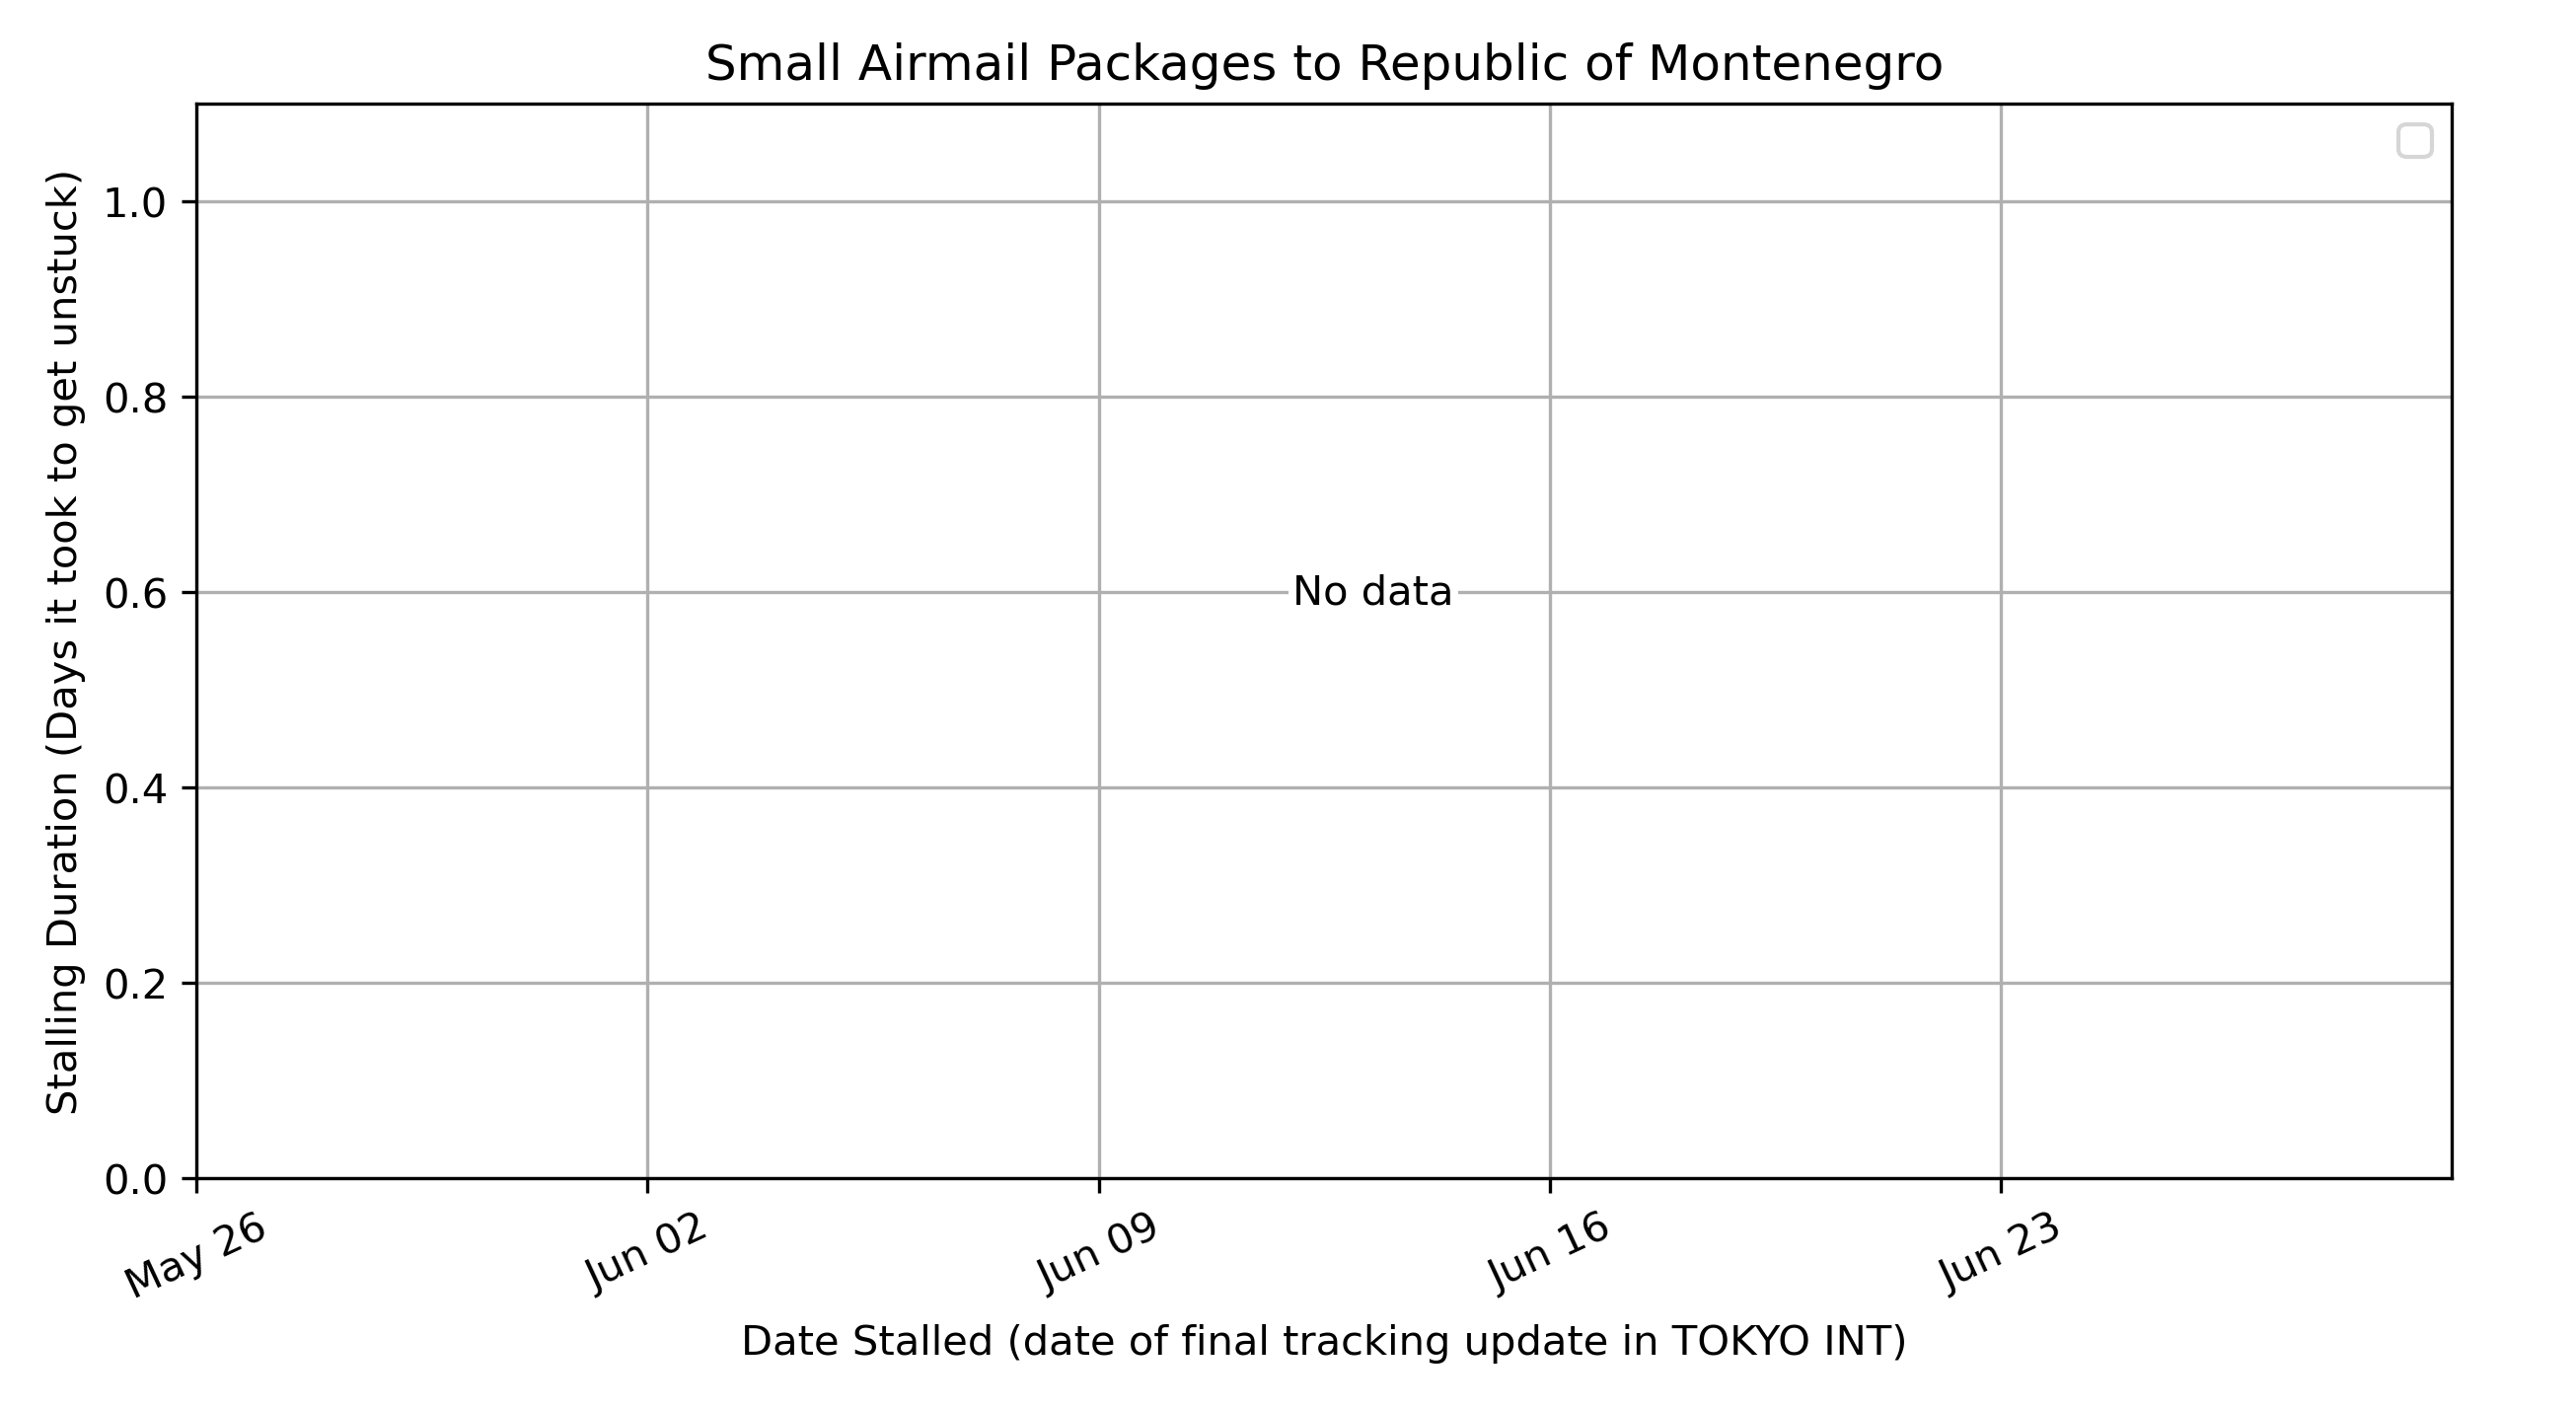 Small Airmail Packages to Republic of Montenegro
Stalling Duration (Days it took to get unstuck)
1.0
0.8
0.6
0.4
0.2
0.0
No data
May 26
Jun 02
Jun 09
Jun 16
Jun 23
Date Stalled (date of final tracking update in TOKYO INT)